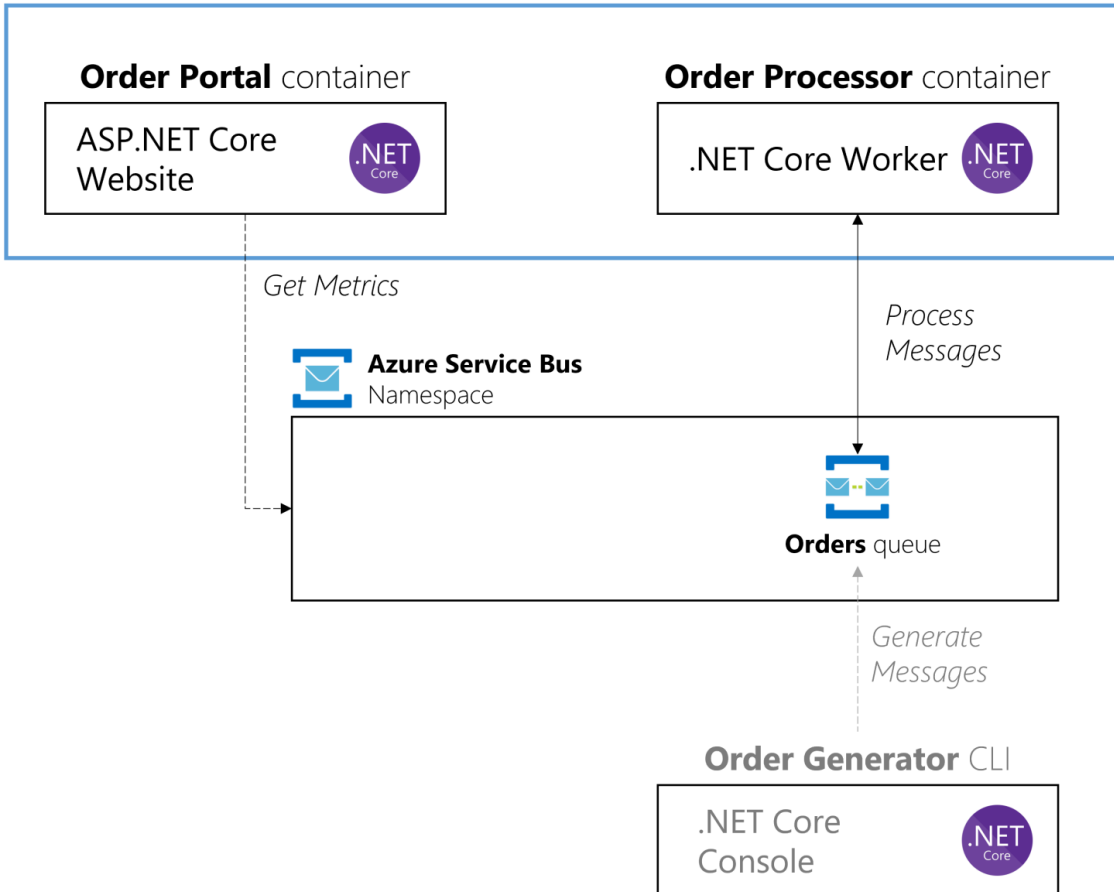 Order Portal container
ASP.NET Core
Website
.NET
Core
Order Processor container
.NET Core Worker
.NET
Core
Get Metrics
Process
Messages
Azure Service Bus
Namespace
Orders queue
Generate
Messages
Order Generator CLI
.NET Core
Console
.NET
Core